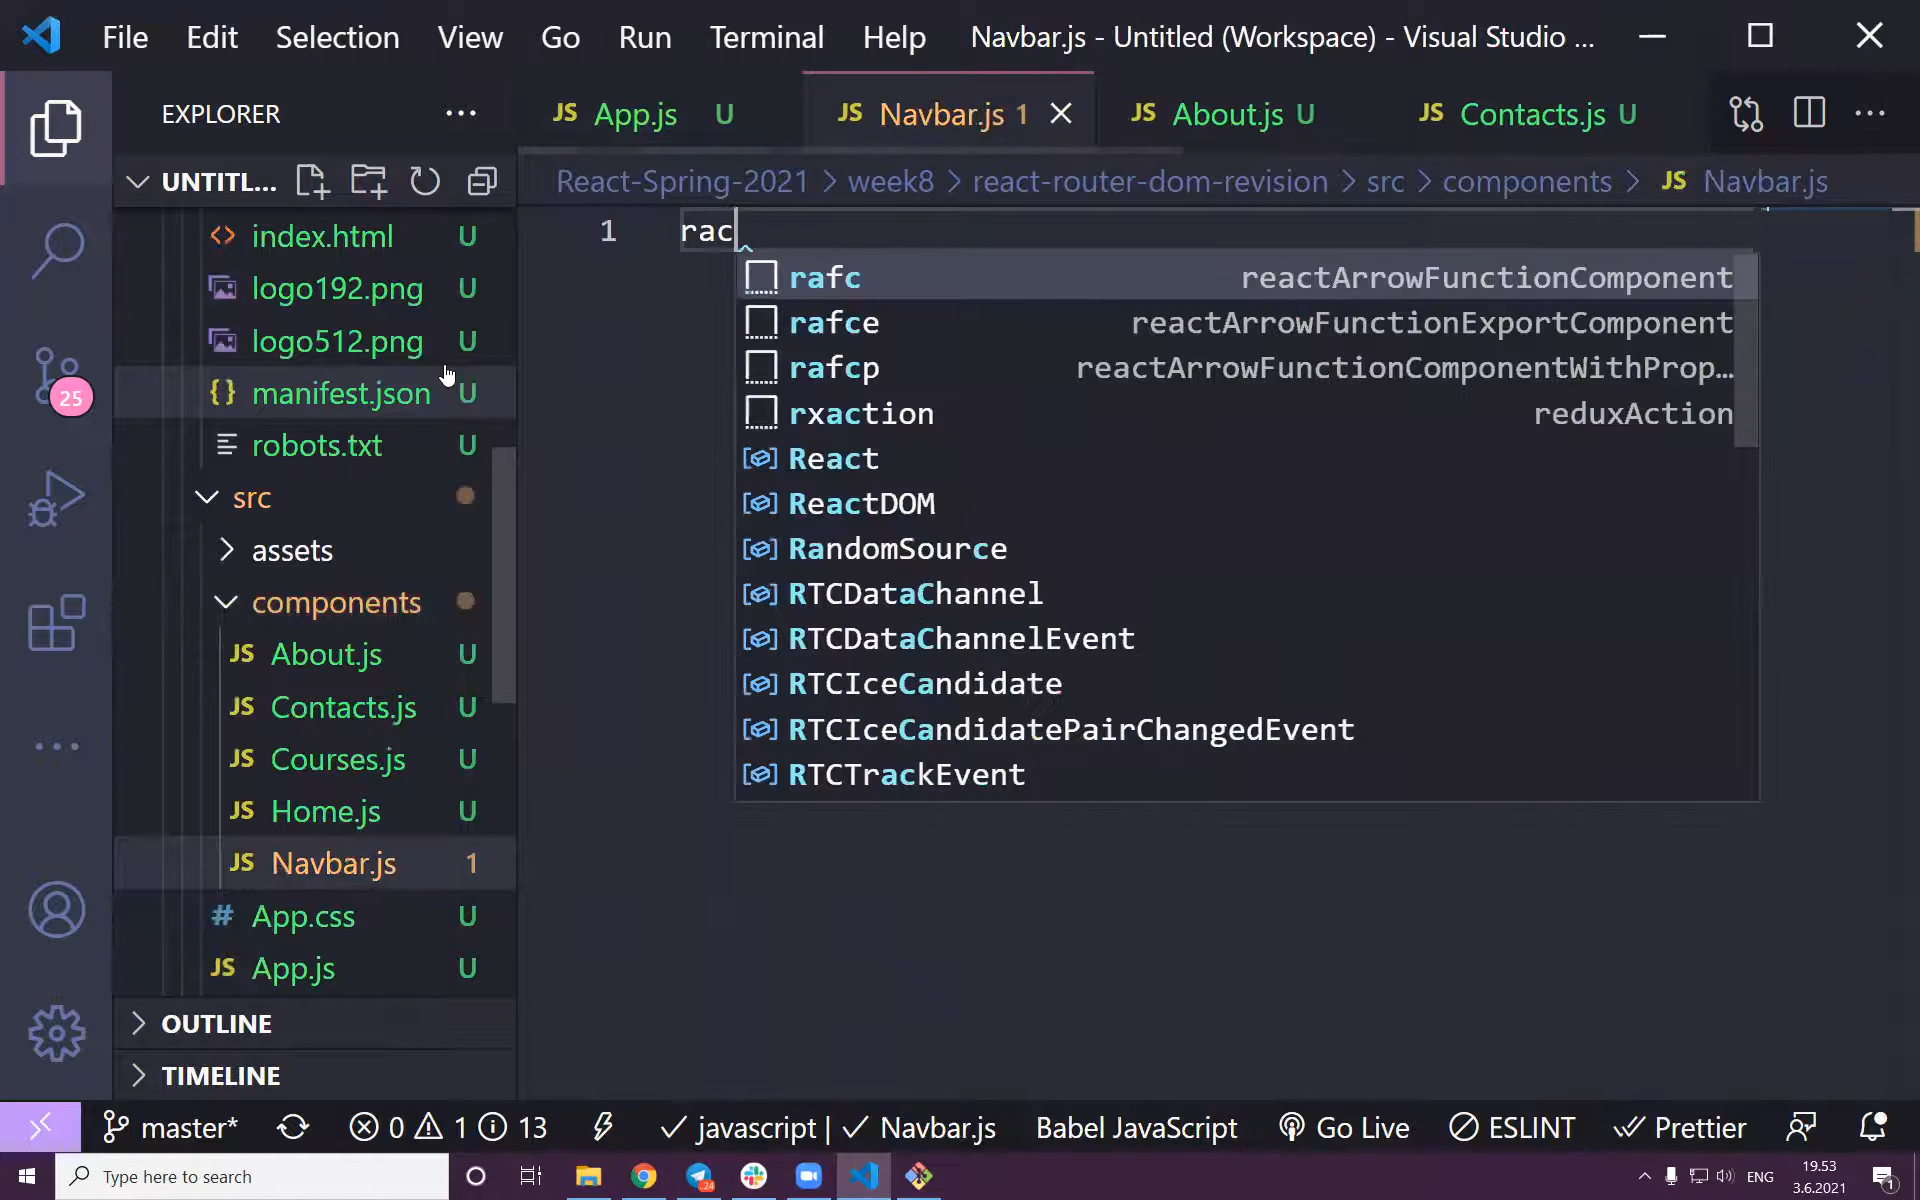 File Edit Selection View Go Run Terminal Help Navbar.js - Untitled (Workspace) - Visual Studio ...
EXPLORER
JS App.js U JS Navbar.js 1 JS About.js U JS Contacts.js U
UNTITL...
React-Spring-2021 > week8 > react-router-dom-revision > src > components > JS Navbar.js
index.html U
logo192.png U
logo512.png U
{} manifest.json U
robots.txt U
src
assets
components
JS About.js U
JS Contacts.js U
JS Courses.js U
JS Home.js U
JS Navbar.js 1
# App.css U
JS App.js U
OUTLINE
TIMELINE
25
1 rac
rafc reactArrowFunctionComponent
rafce reactArrowFunctionExportComponent
rafcp reactArrowFunctionComponentWithProp...
rxaction reduxAction
React
ReactDOM
RandomSource
RTCDataChannel
RTCDataChannelEvent
RTCIceCandidate
RTCIceCandidatePairChangedEvent
RTCTrackEvent
master* 0 1 13 javascript | Navbar.js Babel JavaScript Go Live ESLINT Prettier
Type here to search
24
ENG
19.53
3.6.2021
1